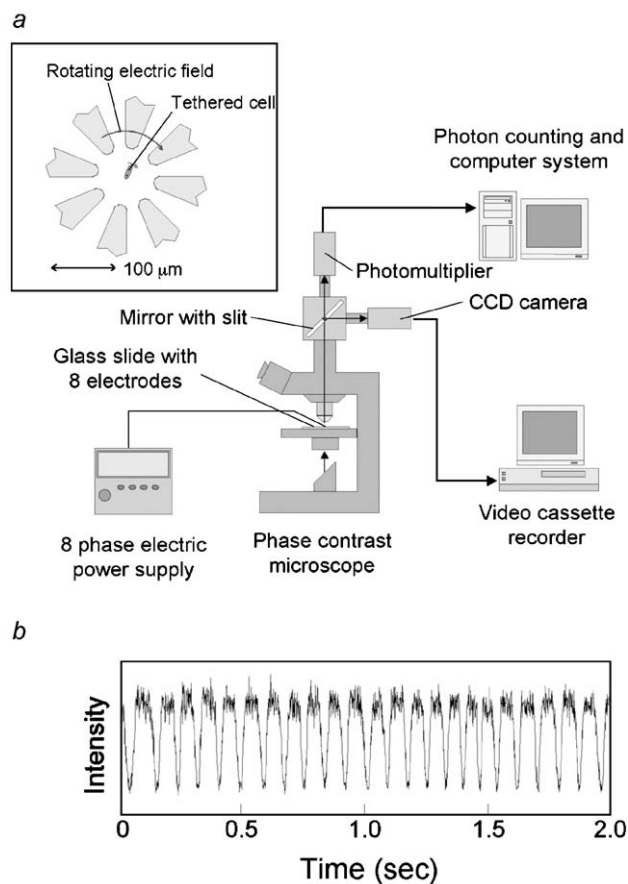 a
Rotating electric field
Tethered cell
100 μm
Photon counting and
computer system
Photomultiplier
CCD camera
Mirror with slit
Glass slide with
8 electrodes
8 phase electric
power supply
Phase contrast
microscope
Video cassette
recorder
b
Intensity
0 0.5 1.0 1.5 2.0
Time (sec)